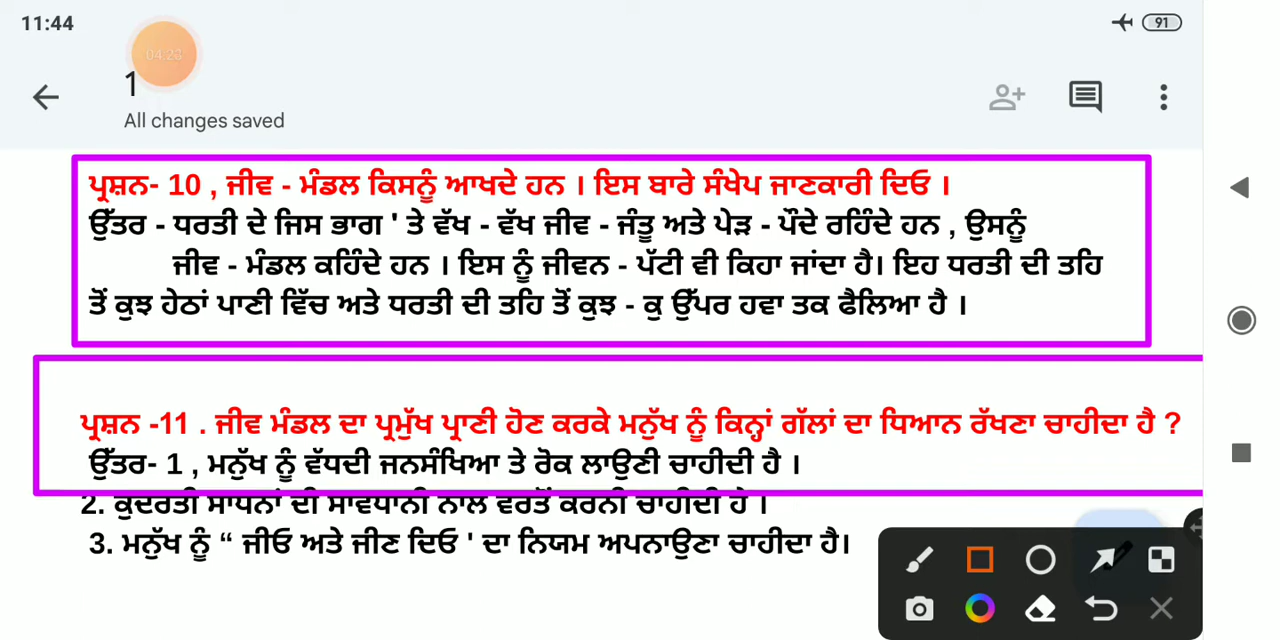 11:44
91
04:20
1
All changes saved
ਪ੍ਰਸ਼ਨ- 10 , ਜੀਵ - ਮੰਡਲ ਕਿਸਨੂੰ ਆਖਦੇ ਹਨ । ਇਸ ਬਾਰੇ ਸੰਖੇਪ ਜਾਣਕਾਰੀ ਦਿਓ ।
ਉੱਤਰ - ਧਰਤੀ ਦੇ ਜਿਸ ਭਾਗ ' ਤੇ ਵੱਖ - ਵੱਖ ਜੀਵ - ਜੰਤੂ ਅਤੇ ਪੇੜ - ਪੌਦੇ ਰਹਿੰਦੇ ਹਨ , ਉਸਨੂੰ
ਜੀਵ - ਮੰਡਲ ਕਹਿੰਦੇ ਹਨ । ਇਸ ਨੂੰ ਜੀਵਨ - ਪੱਟੀ ਵੀ ਕਿਹਾ ਜਾਂਦਾ ਹੈ। ਇਹ ਧਰਤੀ ਦੀ ਤਹਿ
ਤੋਂ ਕੁਝ ਹੇਠਾਂ ਪਾਣੀ ਵਿੱਚ ਅਤੇ ਧਰਤੀ ਦੀ ਤਹਿ ਤੋਂ ਕੁਝ - ਕੁ ਉੱਪਰ ਹਵਾ ਤਕ ਫੈਲਿਆ ਹੈ ।
ਪ੍ਰਸ਼ਨ -11 . ਜੀਵ ਮੰਡਲ ਦਾ ਪ੍ਰਮੁੱਖ ਪ੍ਰਾਣੀ ਹੋਣ ਕਰਕੇ ਮਨੁੱਖ ਨੂੰ ਕਿਨ੍ਹਾਂ ਗੱਲਾਂ ਦਾ ਧਿਆਨ ਰੱਖਣਾ ਚਾਹੀਦਾ ਹੈ ?
ਉੱਤਰ- 1 , ਮਨੁੱਖ ਨੂੰ ਵੱਧਦੀ ਜਨਸੰਖਿਆ ਤੇ ਰੋਕ ਲਾਉਣੀ ਚਾਹੀਦੀ ਹੈ ।
2. ਕੁਦਰਤੀ ਸਾਧਨਾਂ ਦੀ ਸਾਵਧਾਨੀ ਨਾਲ ਵਰਤੋਂ ਕਰਨੀ ਚਾਹੀਦੀ ਹੈ ।
3. ਮਨੁੱਖ ਨੂੰ “ ਜੀਓ ਅਤੇ ਜੀਣ ਦਿਓ ' ਦਾ ਨਿਯਮ ਅਪਨਾਉਣਾ ਚਾਹੀਦਾ ਹੈ।